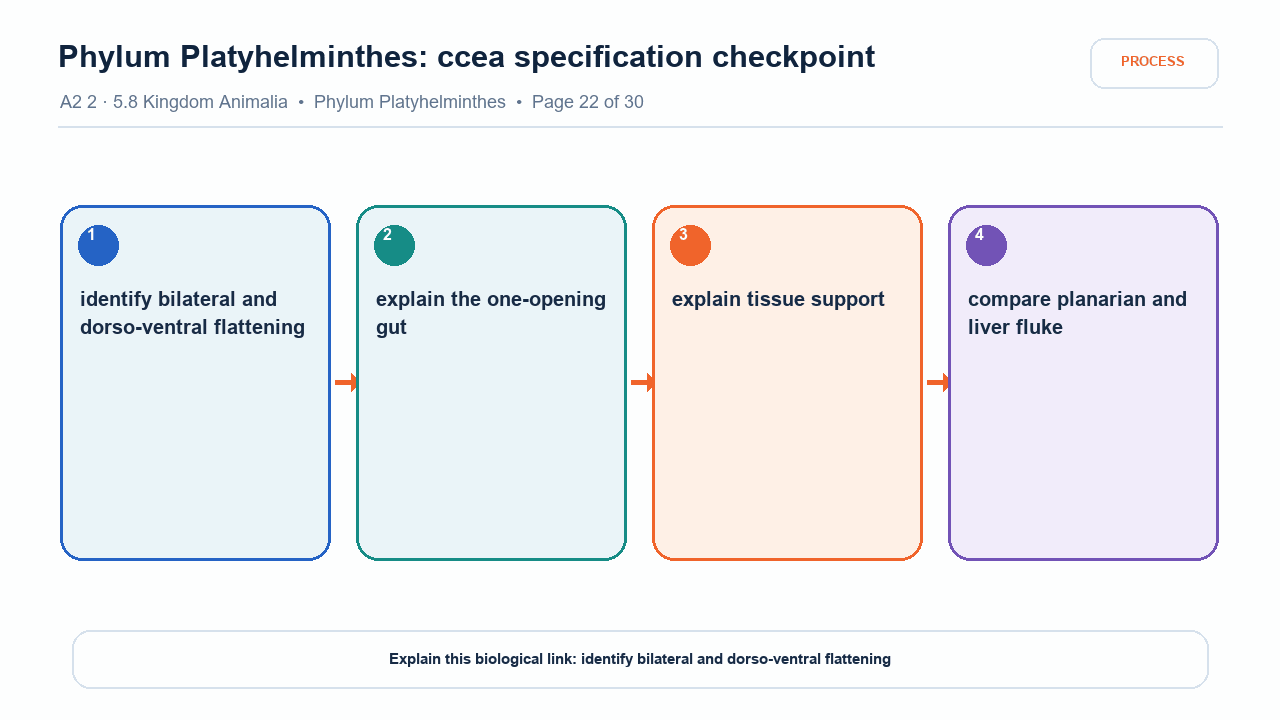 Phylum Platyhelminthes: ccea specification checkpoint
PROCESS
A2 2 · 5.8 Kingdom Animalia • Phylum Platyhelminthes • Page 22 of 30
1
identify bilateral and
dorso-ventral flattening
2
explain the one-opening
gut
3
explain tissue support
4
compare planarian and
liver fluke
Explain this biological link: identify bilateral and dorso-ventral flattening